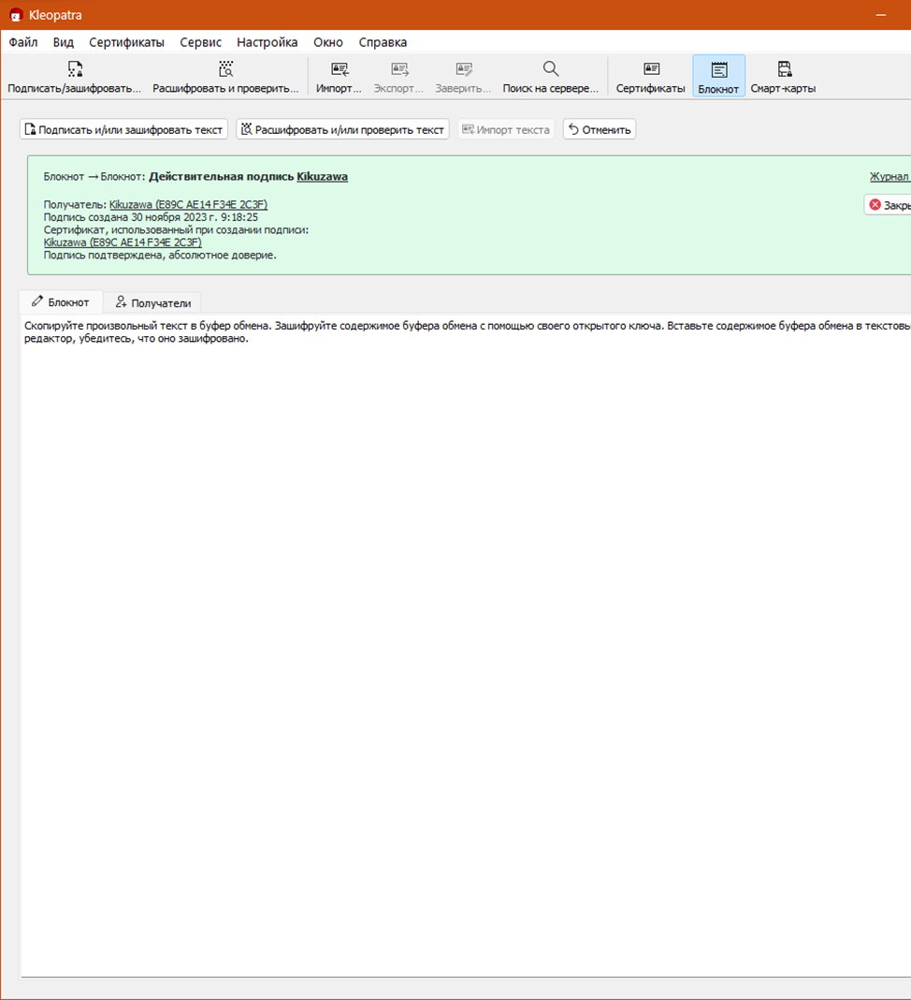 Kleopatra
Файл Вид Сертификаты Сервис Настройка Окно Справка
Подписать/зашифровать... Расшифровать и проверить... Импорт... Экспорт... Заверить... Поиск на сервере... Сертификаты Блокнот Смарт-карты
Подписать и/или зашифровать текст Расшифровать и/или проверить текст Импорт текста Отменить
Блокнот → Блокнот: Действительная подпись Kikuzawa Журнал
Получатель: Kikuzawa (E89C AE14 F34E 2C3F) Закры
Подпись создана 30 ноября 2023 г. 9:18:25
Сертификат, использованный при создании подписи:
Kikuzawa (E89C AE14 F34E 2C3F)
Подпись подтверждена, абсолютное доверие.
Блокнот Получатели
Скопируйте произвольный текст в буфер обмена. Зашифруйте содержимое буфера обмена с помощью своего открытого ключа. Вставьте содержимое буфера обмена в текстовы
редактор, убедитесь, что оно зашифровано.